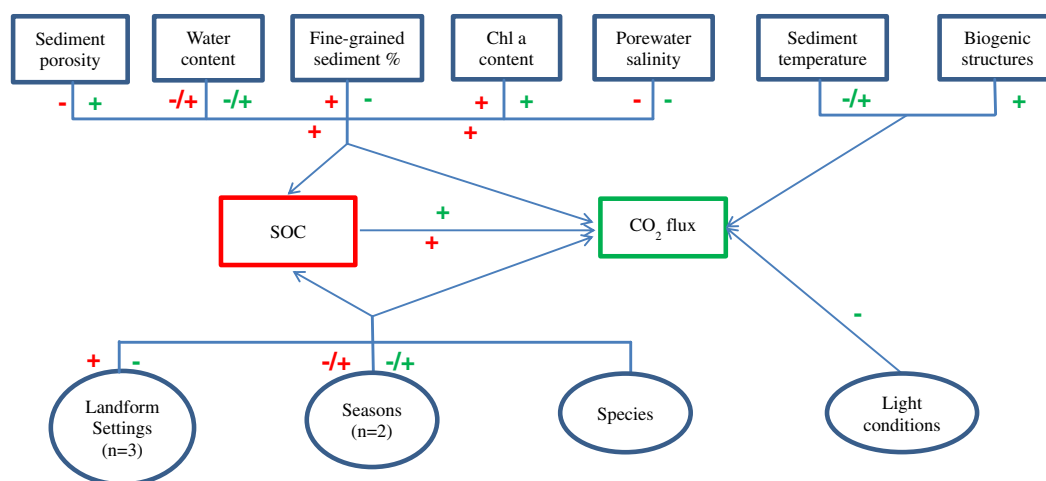 Sediment
porosity
Water
content
Fine-grained
sediment %
Chl a
content
Porewater
salinity
Sediment
temperature
Biogenic
structures
- +
-/+ -/+
+ -
+ +
- -
-/+
+
+ +
SOC
+
+
CO₂ flux
-
+ -
-/+ -/+
Landform
Settings
(n=3)
Seasons
(n=2)
Species
Light
conditions